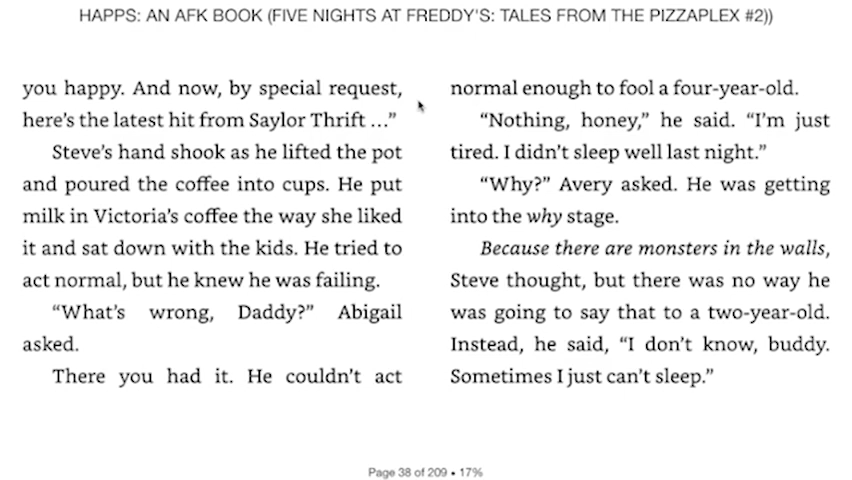 HAPPS: AN AFK BOOK (FIVE NIGHTS AT FREDDY'S: TALES FROM THE PIZZAPLEX #2))
you happy. And now, by special request,
here's the latest hit from Saylor Thrift ..."
Steve's hand shook as he lifted the pot
and poured the coffee into cups. He put
milk in Victoria's coffee the way she liked
it and sat down with the kids. He tried to
act normal, but he knew he was failing.
"What's wrong, Daddy?" Abigail
asked.
There you had it. He couldn't act
normal enough to fool a four-year-old.
"Nothing, honey," he said. "I'm just
tired. I didn't sleep well last night."
"Why?" Avery asked. He was getting
into the why stage.
Because there are monsters in the walls,
Steve thought, but there was no way he
was going to say that to a two-year-old.
Instead, he said, "I don't know, buddy.
Sometimes I just can't sleep."
Page 38 of 209 • 17%